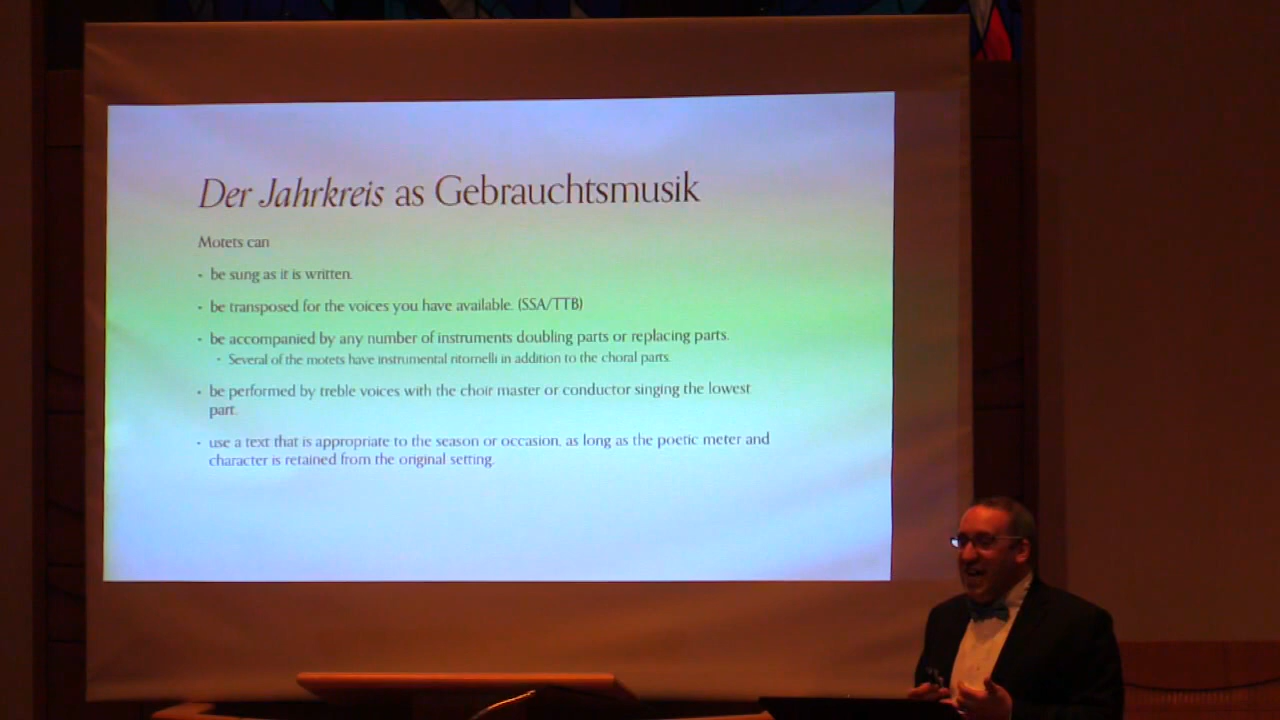 Der Jahrkreis as Gebrauchtsmusik
Motets can
- be sung as it is written.
- be transposed for the voices you have available. (SSA/TTB)
- be accompanied by any number of instruments doubling parts or replacing parts.
- Several of the motets have instrumental ritornelli in addition to the choral parts.
- be performed by treble voices with the choir master or conductor singing the lowest
part.
- use a text that is appropriate to the season or occasion, as long as the poetic meter and
character is retained from the original setting.